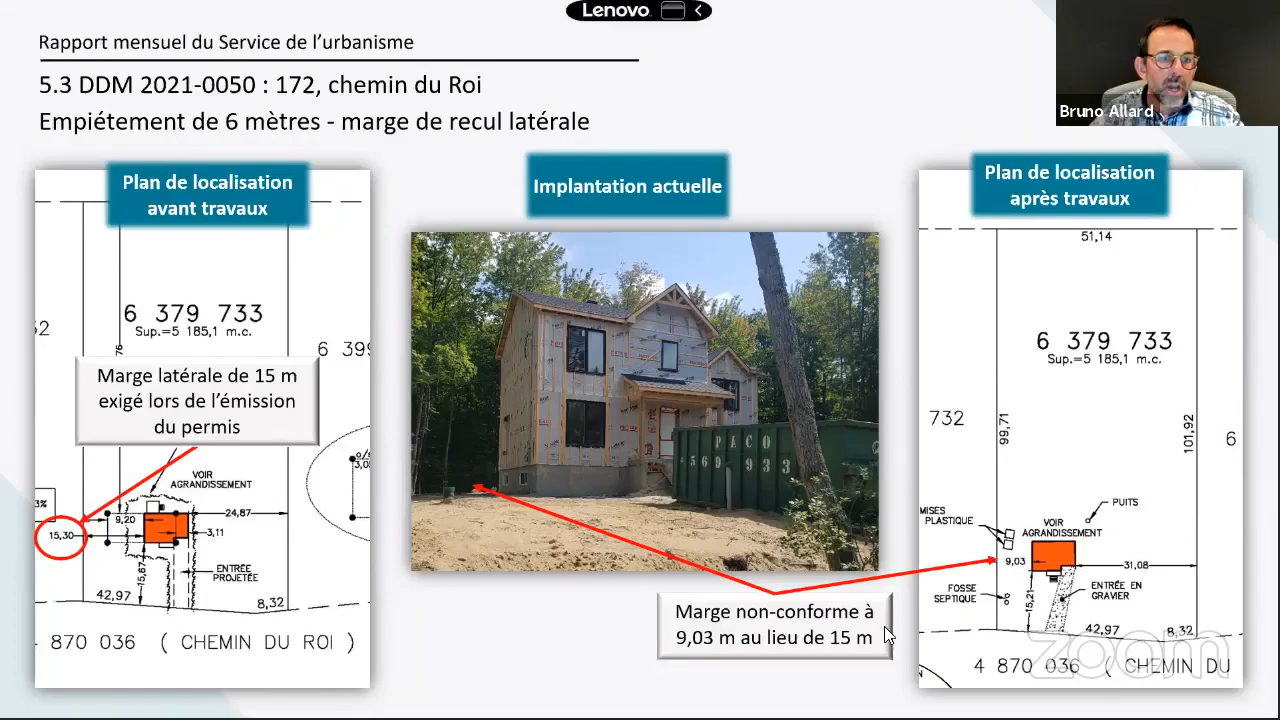 Lenovo
Rapport mensuel du Service de l'urbanisme
5.3 DDM 2021-0050 : 172, chemin du Roi
Empiétement de 6 mètres - marge de recul latérale
Bruno Allard
Plan de localisation
avant travaux
6 379 733
Sup.=5 185,1 m.c.
6 399
Marge latérale de 15 m
exigé lors de l'émission
du permis
VOIR
AGRANDISSEMENT
3%
9,20
24,87
15,30
3,11
15,87
ENTRÉE
PROJETÉE
42,97
8,32
4 870 036 ( CHEMIN DU ROI )
Implantation actuelle
PACO
569 933
Marge non-conforme à
9,03 m au lieu de 15 m
Plan de localisation
après travaux
51,14
6 379 733
Sup.=5 185,1 m.c.
732
99,71
101,92
6
PUITS
MISES
PLASTIQUE
VOIR
AGRANDISSEMENT
9,03
31,08
FOSSE
SEPTIQUE
15,21
ENTRÉE EN
GRAVIER
42,97
8,32
4 870 036 ( CHEMIN DU
zoom